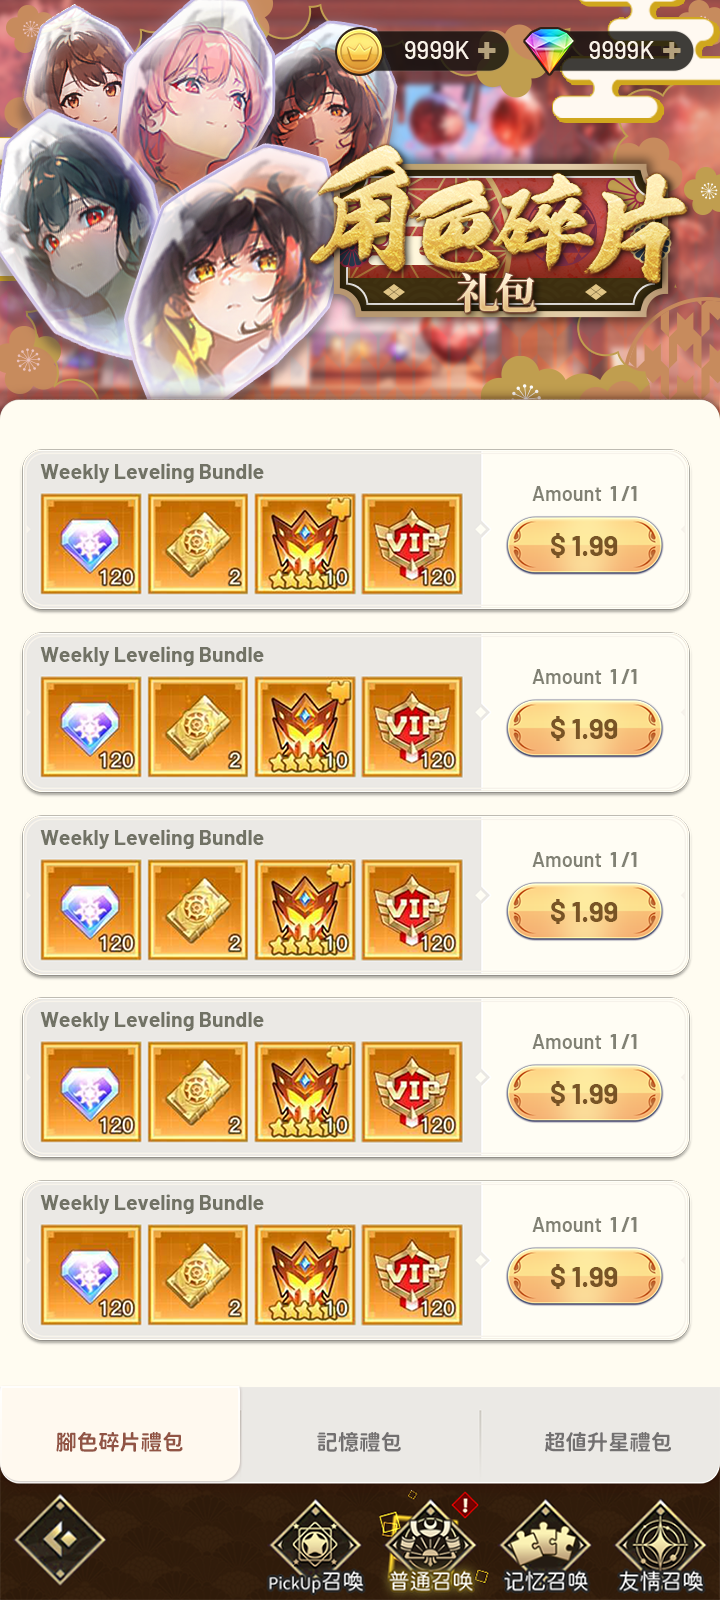 9999K
9999K
角色碎片
礼包
Weekly Leveling Bundle
120
2
10
VIP
120
Amount 1/1
$ 1.99
Weekly Leveling Bundle
120
2
10
VIP
120
Amount 1/1
$ 1.99
Weekly Leveling Bundle
120
2
10
VIP
120
Amount 1/1
$ 1.99
Weekly Leveling Bundle
120
2
10
VIP
120
Amount 1/1
$ 1.99
Weekly Leveling Bundle
120
2
10
VIP
120
Amount 1/1
$ 1.99
腳色碎片禮包
記憶禮包
超值升星禮包
!
PickUp召喚
普通召喚
记忆召唤
友情召喚